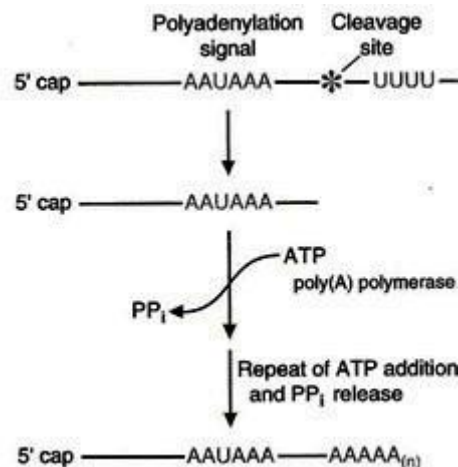 Polyadenylation
signal
Cleavage
site
5' cap AAUAAA * UUUU
5' cap AAUAAA
ATP
poly(A) polymerase
PPi
Repeat of ATP addition
and PPi release
5' cap AAUAAA AAAAA(n)